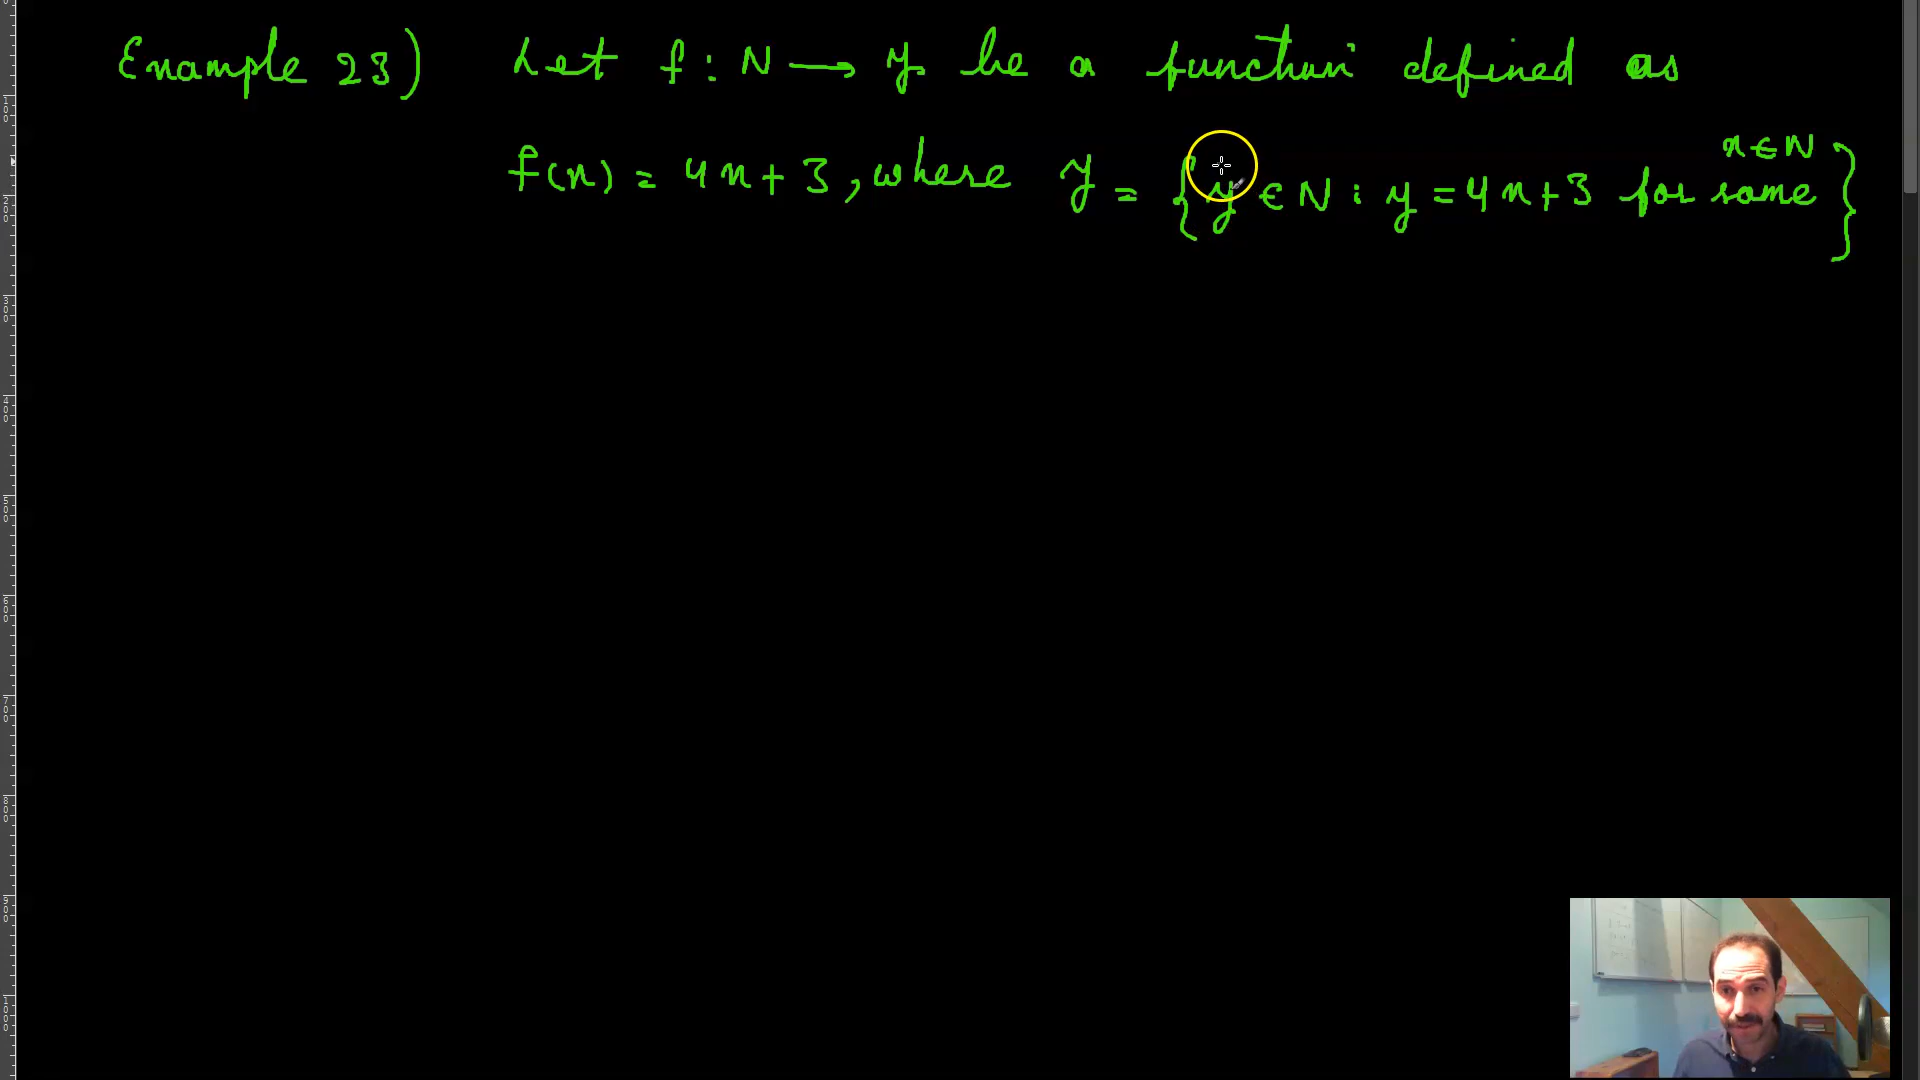 Example 23) Let f : N → Y be a function defined as
f(x) = 4x + 3, where Y = { y ∈ N : y = 4x + 3 for some x ∈ N }